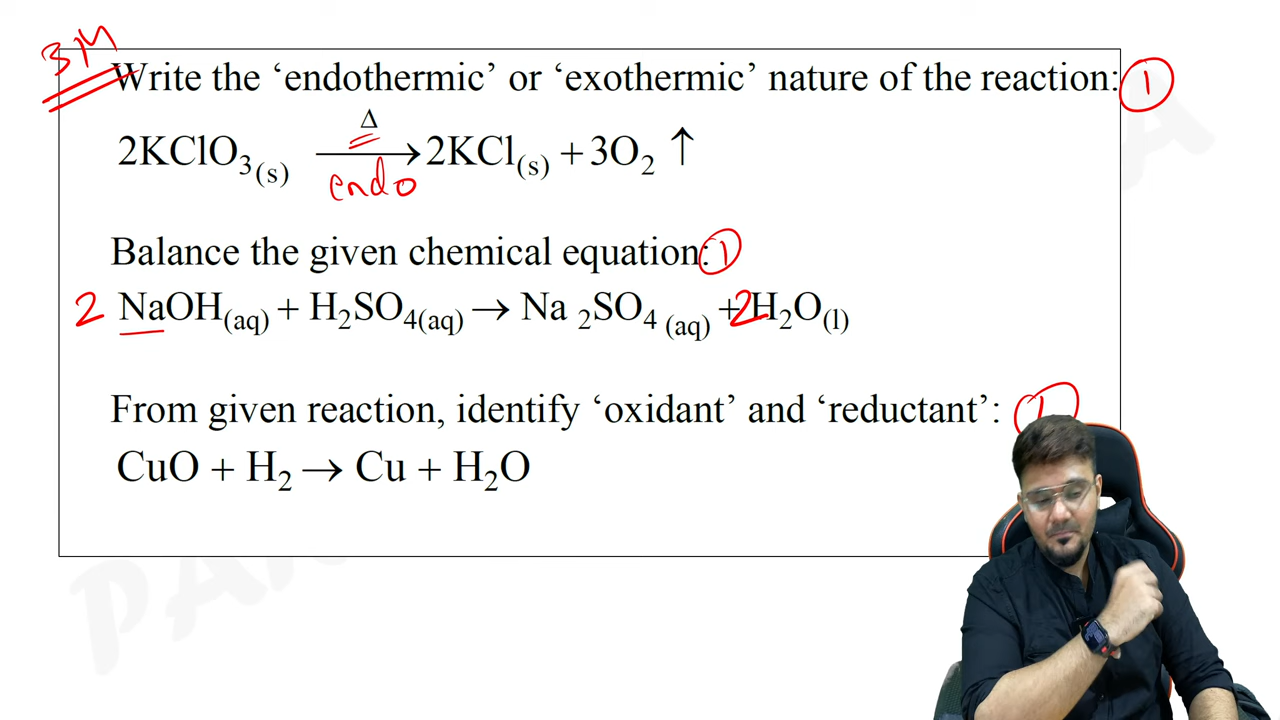 3M
Write the ‘endothermic’ or ‘exothermic’ nature of the reaction: 1
Δ
2KClO₃(s) → 2KCl(s) + 3O₂ ↑
endo
Balance the given chemical equation: 1
2 NaOH(aq) + H₂SO₄(aq) → Na ₂SO₄ (aq) + 2H₂O(l)
From given reaction, identify ‘oxidant’ and ‘reductant’: 1
CuO + H₂ → Cu + H₂O